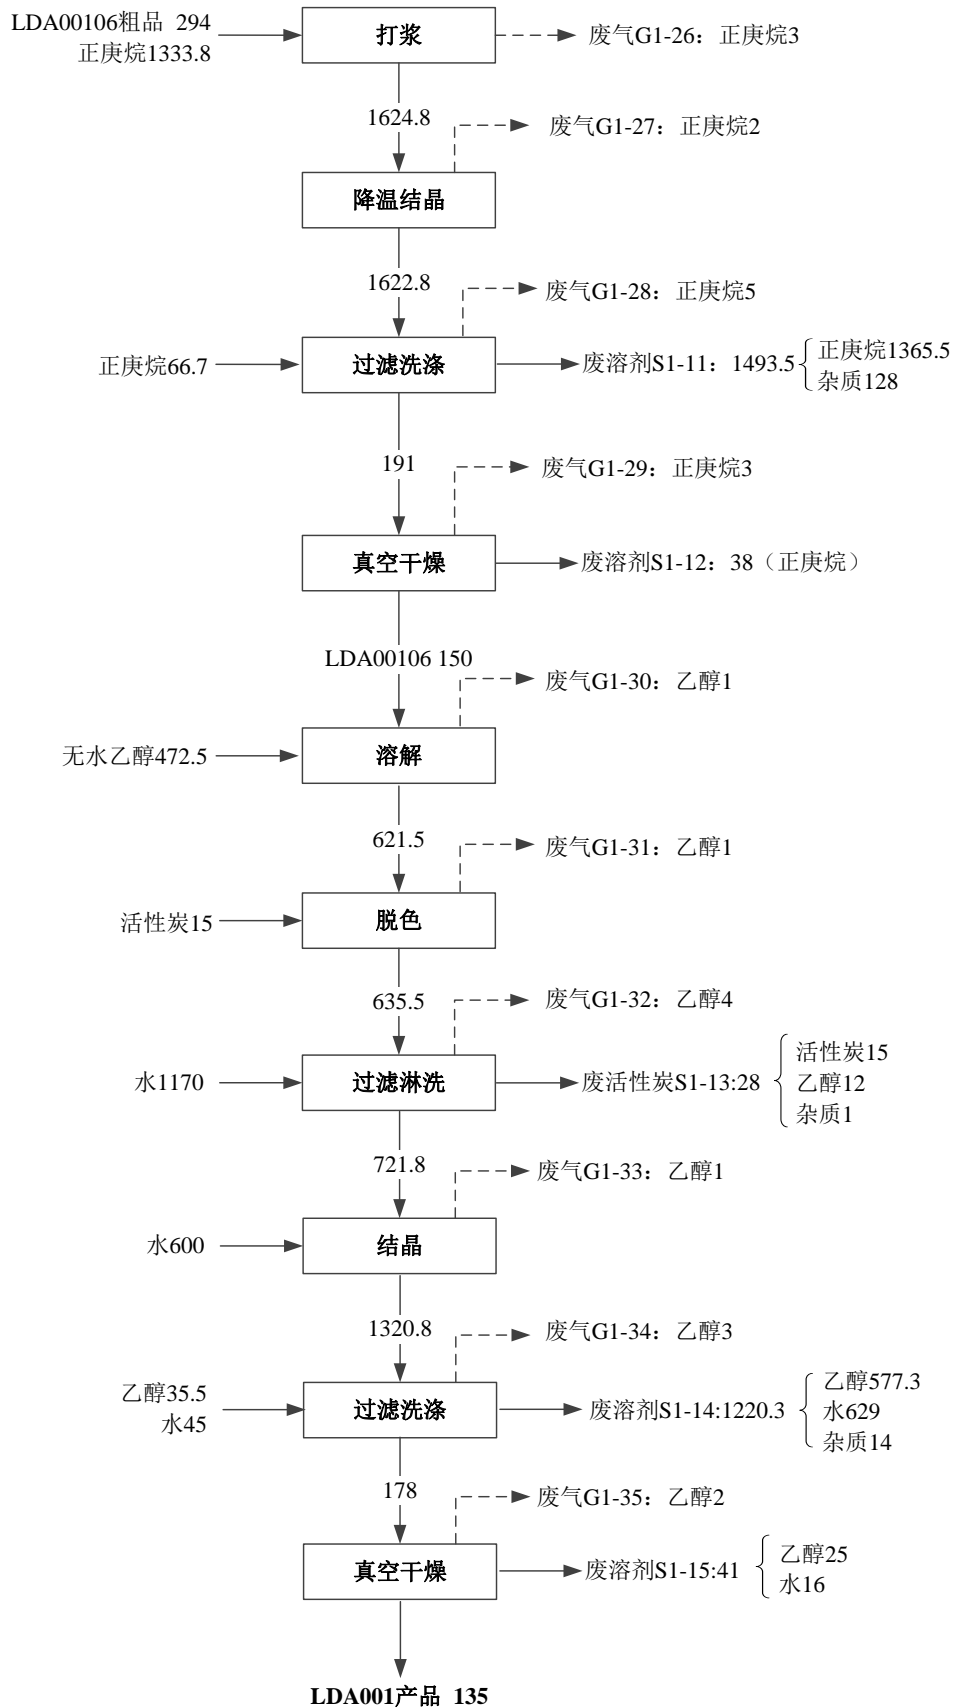 LDA00106粗品 294
正庚烷1333.8
打浆
废气G1-26：正庚烷3
1624.8
废气G1-27：正庚烷2
降温结晶
1622.8
废气G1-28：正庚烷5
正庚烷66.7
过滤洗涤
废溶剂S1-11：1493.5
正庚烷1365.5
杂质128
191
废气G1-29：正庚烷3
真空干燥
废溶剂S1-12：38（正庚烷）
LDA00106 150
废气G1-30：乙醇1
无水乙醇472.5
溶解
621.5
废气G1-31：乙醇1
活性炭15
脱色
635.5
废气G1-32：乙醇4
水1170
过滤淋洗
废活性炭S1-13:28
活性炭15
乙醇12
杂质1
721.8
废气G1-33：乙醇1
水600
结晶
1320.8
废气G1-34：乙醇3
乙醇35.5
水45
过滤洗涤
废溶剂S1-14:1220.3
乙醇577.3
水629
杂质14
178
废气G1-35：乙醇2
真空干燥
废溶剂S1-15:41
乙醇25
水16
LDA001产品 135